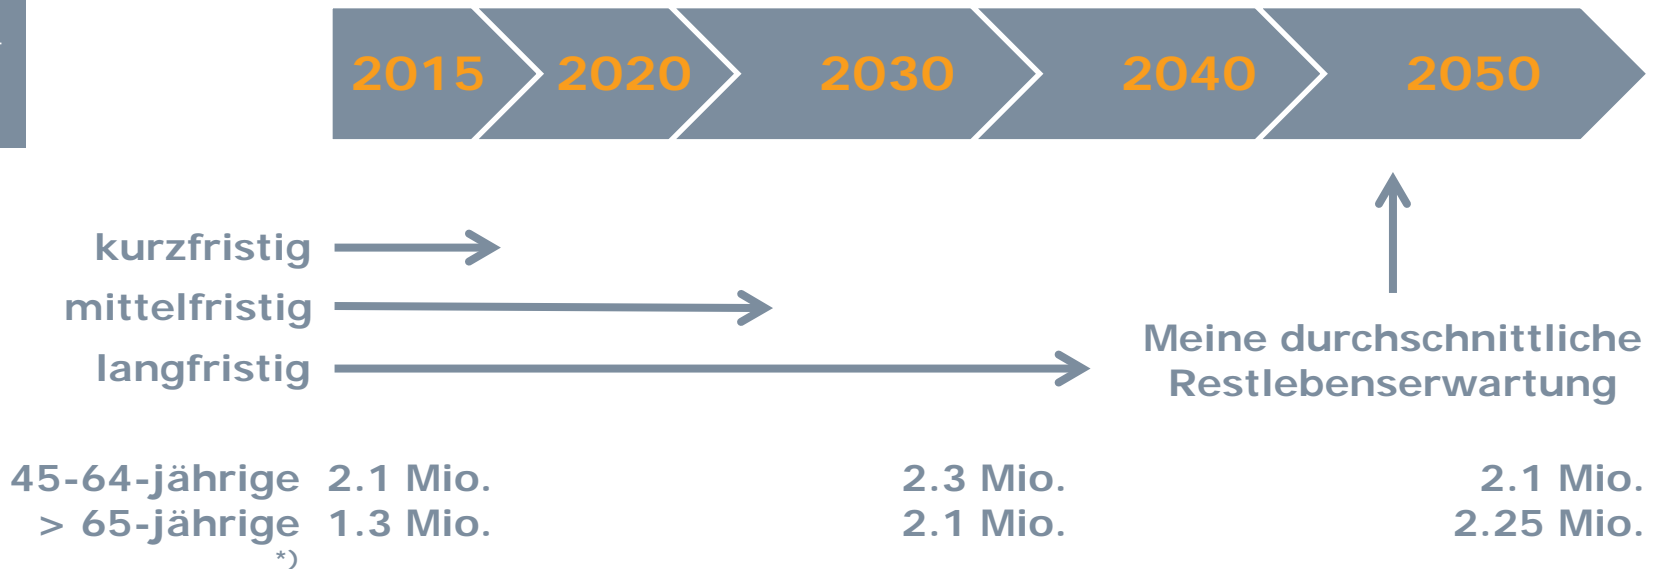 2015 2020 2030 2040 2050
kurzfristig
mittelfristig
langfristig
Meine durchschnittliche
Restlebenserwartung
45-64-jährige 2.1 Mio. 2.3 Mio. 2.1 Mio.
> 65-jährige 1.3 Mio. 2.1 Mio. 2.25 Mio.
*)